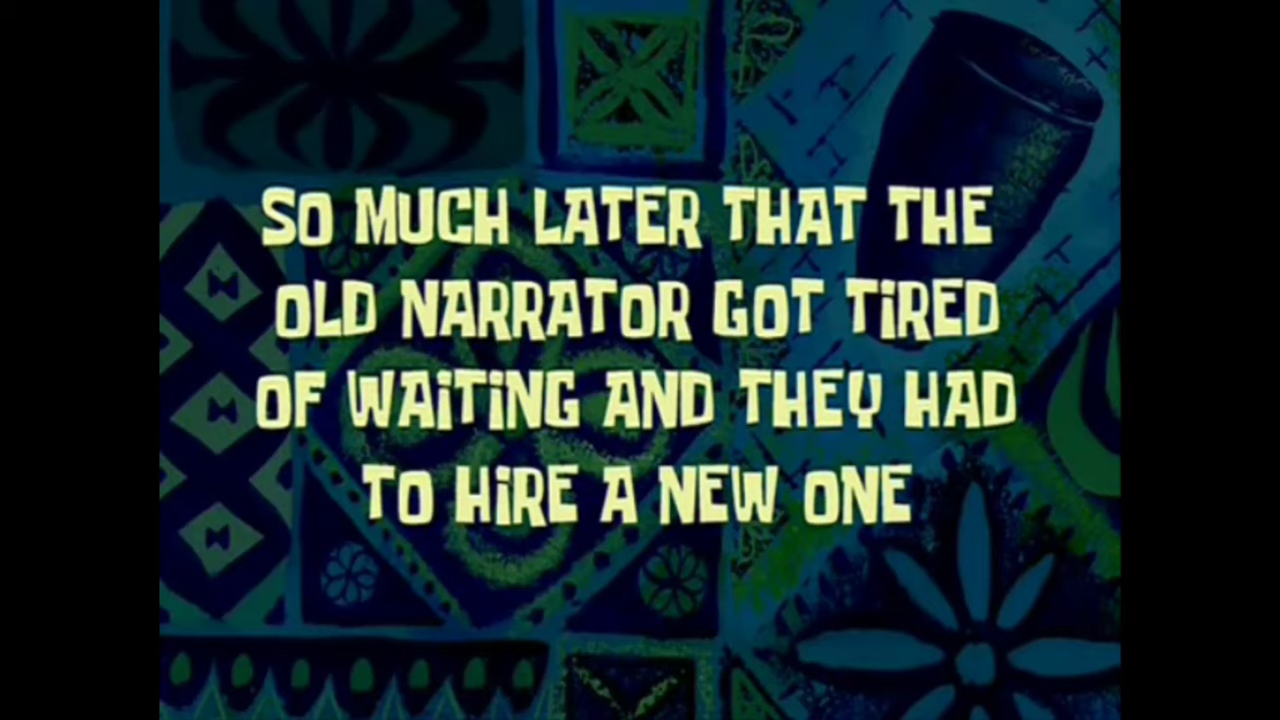 SO MUCH LATER THAT THE
OLD NARRATOR GOT TIRED
OF WAITING AND THEY HAD
TO HIRE A NEW ONE